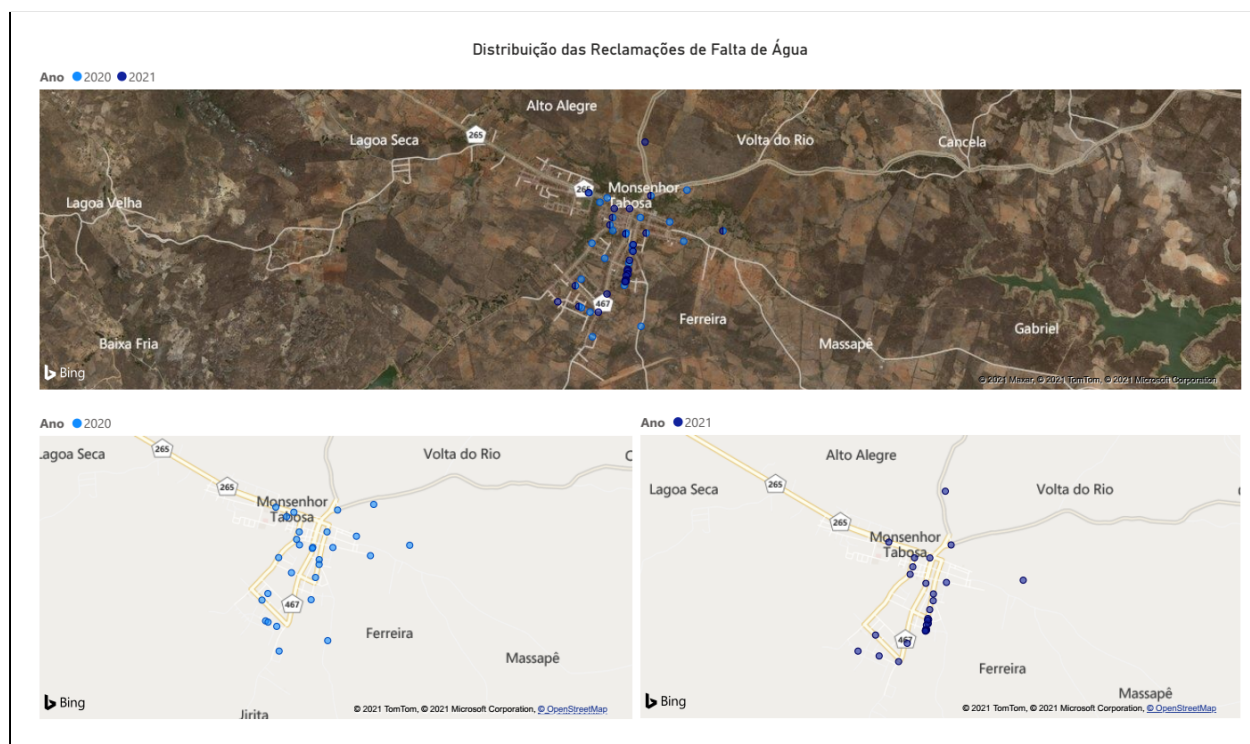 Distribuição das Reclamações de Falta de Água
Ano 2020 2021
Alto Alegre
265
Lagoa Seca
Volta do Rio
Cancela
Monsenhor
Tabosa
Lagoa Velha
467
Ferreira
Gabriel
Baixa Fria
Massapê
Bing
© 2021 Maxar, © 2021 TomTom, © 2021 Microsoft Corporation
Ano 2020
265
Lagoa Seca
Volta do Rio
265
Monsenhor
Tabosa
467
Ferreira
Massapê
Bing
Jirita
© 2021 TomTom, © 2021 Microsoft Corporation, © OpenStreetMap
Ano 2021
Alto Alegre
265
Lagoa Seca
Volta do Rio
265
Monsenhor
Tabosa
467
Ferreira
Massapê
Bing
© 2021 TomTom, © 2021 Microsoft Corporation, © OpenStreetMap